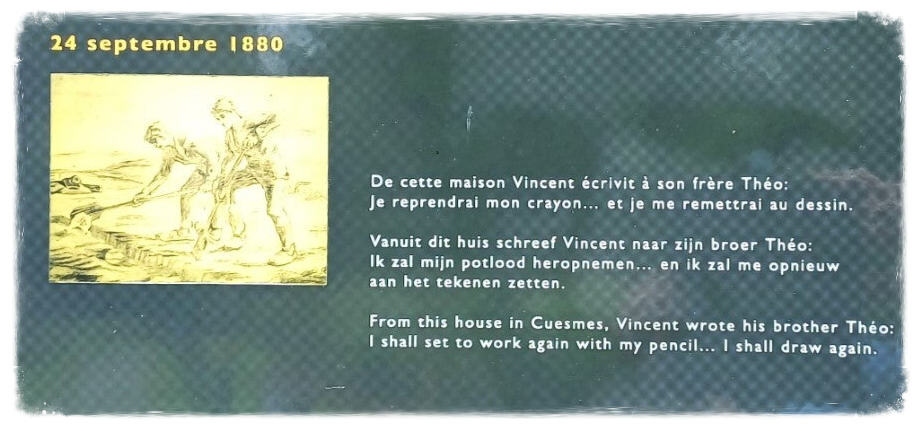 24 septembre 1880
De cette maison Vincent écrivit à son frère Théo:
Je reprendrai mon crayon... et je me remettrai au dessin.
Vanuit dit huis schreef Vincent naar zijn broer Théo:
Ik zal mijn potlood heropnemen... en ik zal me opnieuw
aan het tekenen zetten.
From this house in Cuesmes, Vincent wrote his brother Théo:
I shall set to work again with my pencil... I shall draw again.